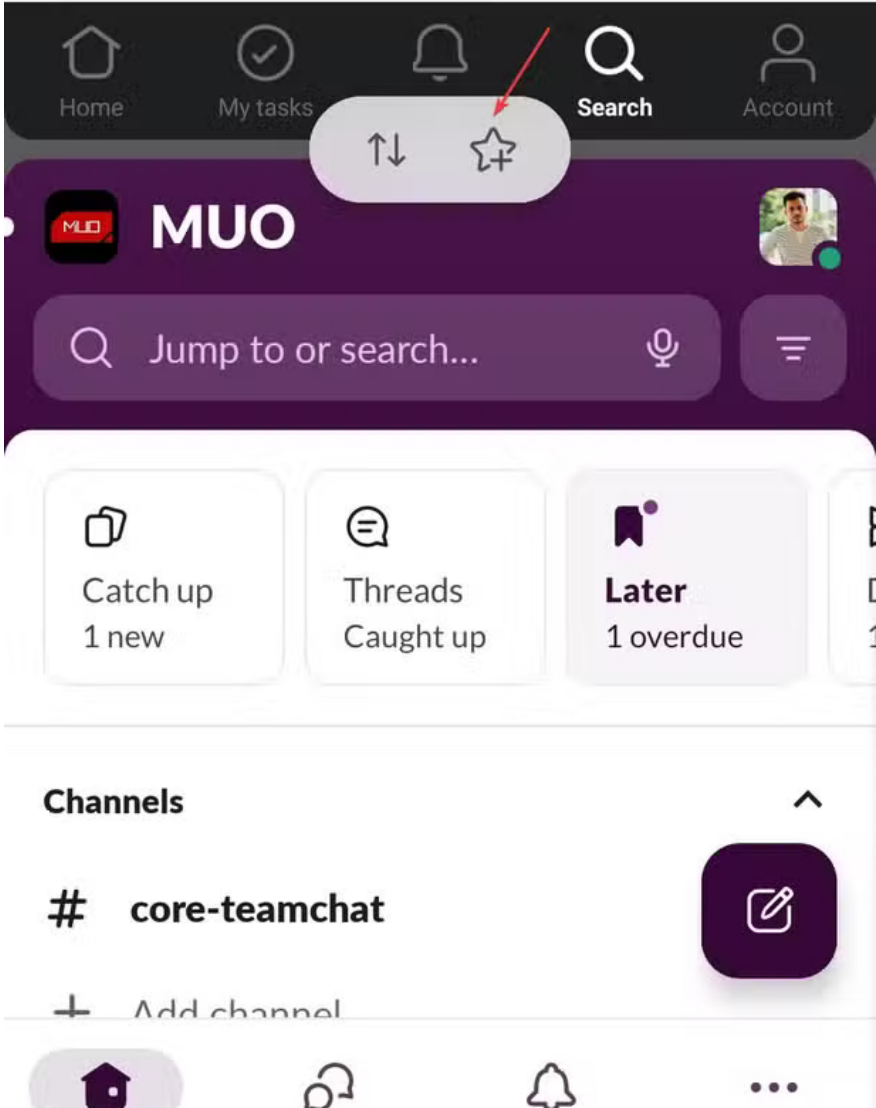 Home
My tasks
Search
Account
MUO
MUO
Jump to or search...
Catch up
1 new
Threads
Caught up
Later
1 overdue
Channels
# core-teamchat
+ Add channel